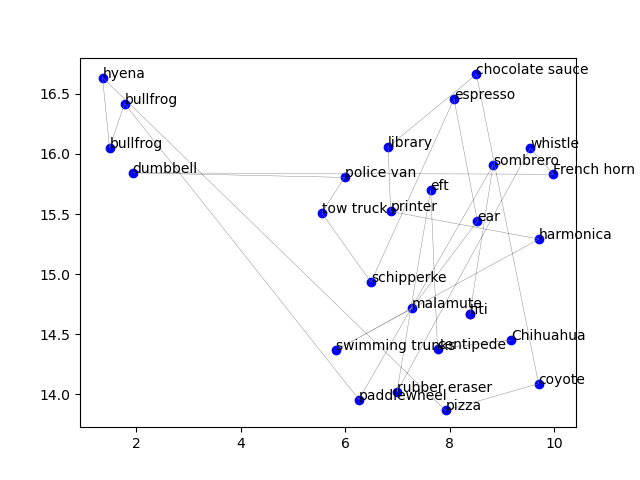 hyena
chocolate sauce
bullfrog
espresso
16.5
bullfrog
library
whistle
16.0
sombrero
dumbbell
police van
French horn
eft
tow truck
printer
15.5
ear
harmonica
schipperke
15.0
malamute
titi
14.5
swimming trunks
centipede
Chihuahua
coyote
rubber eraser
paddlewheel
14.0
pizza
2
4
6
8
10